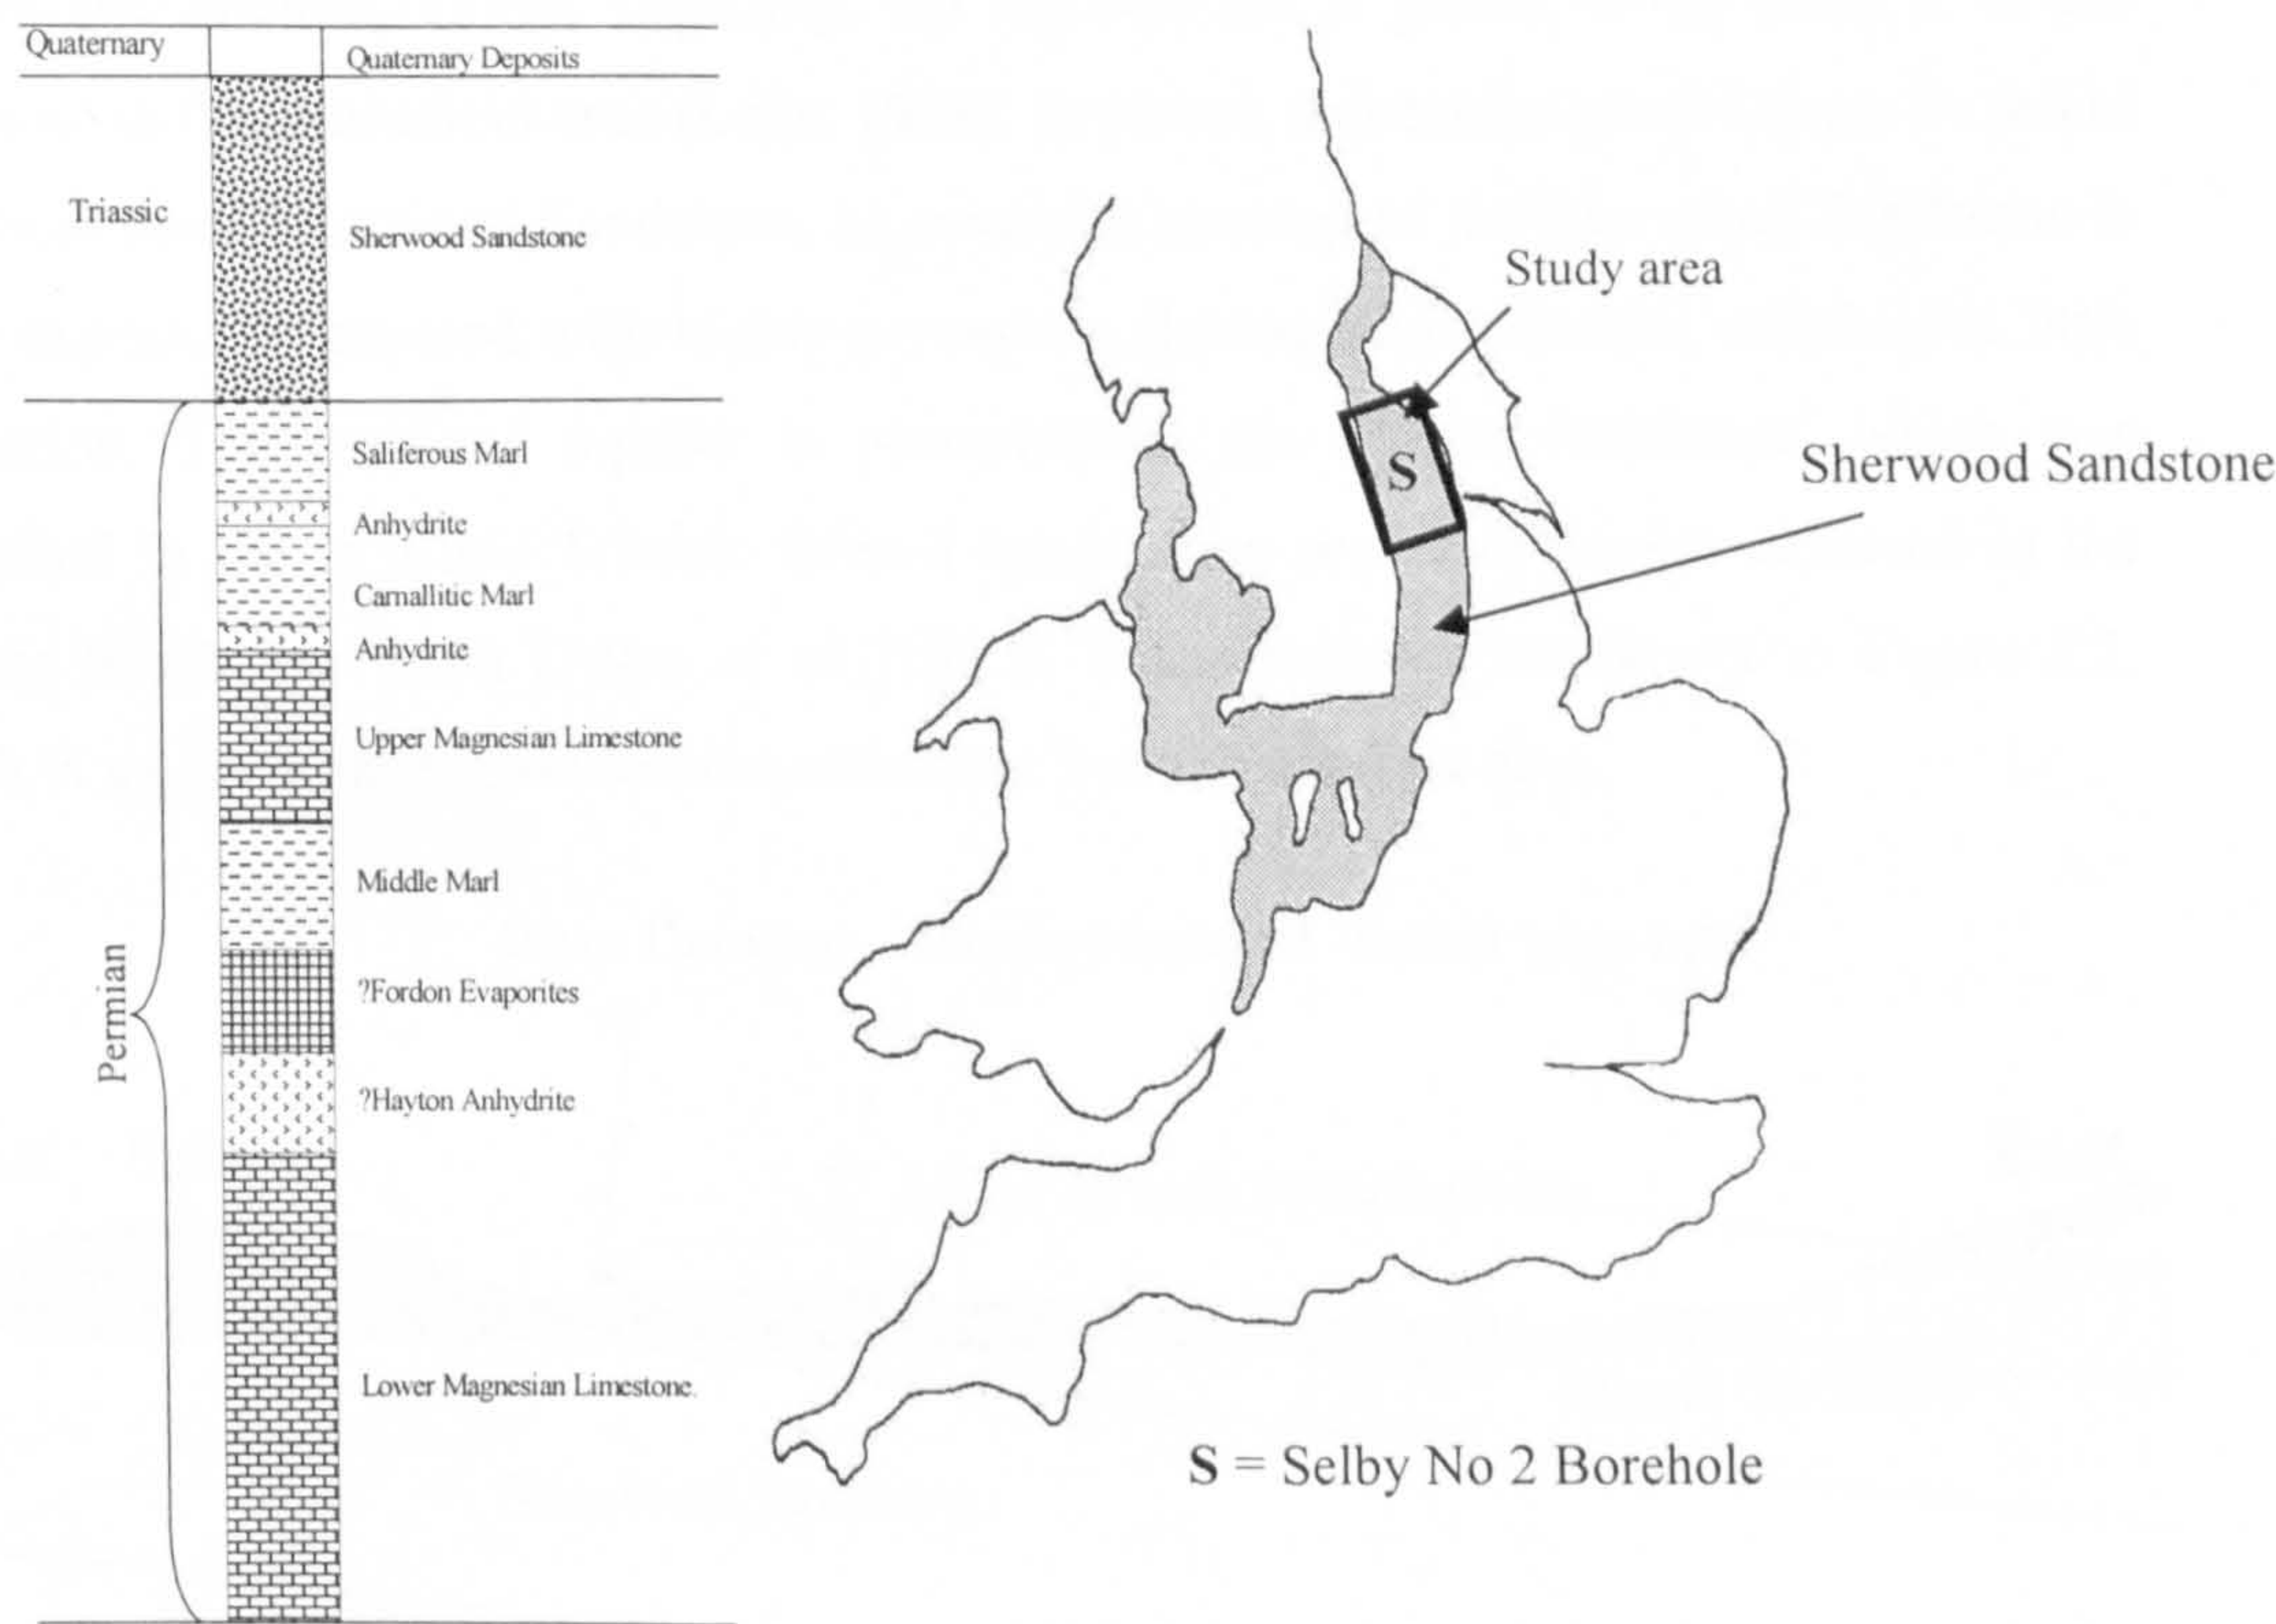 Quaternary
Quaternary Deposits
Triassic
Sherwood Sandstone
Saliferous Marl
Anhydrite
Carnallitic Marl
Anhydrite
Upper Magnesian Limestone
Middle Marl
Permian
?Fordon Evaporites
?Hayton Anhydrite
Lower Magnesian Limestone.
Study area
S
Sherwood Sandstone
S = Selby No 2 Borehole